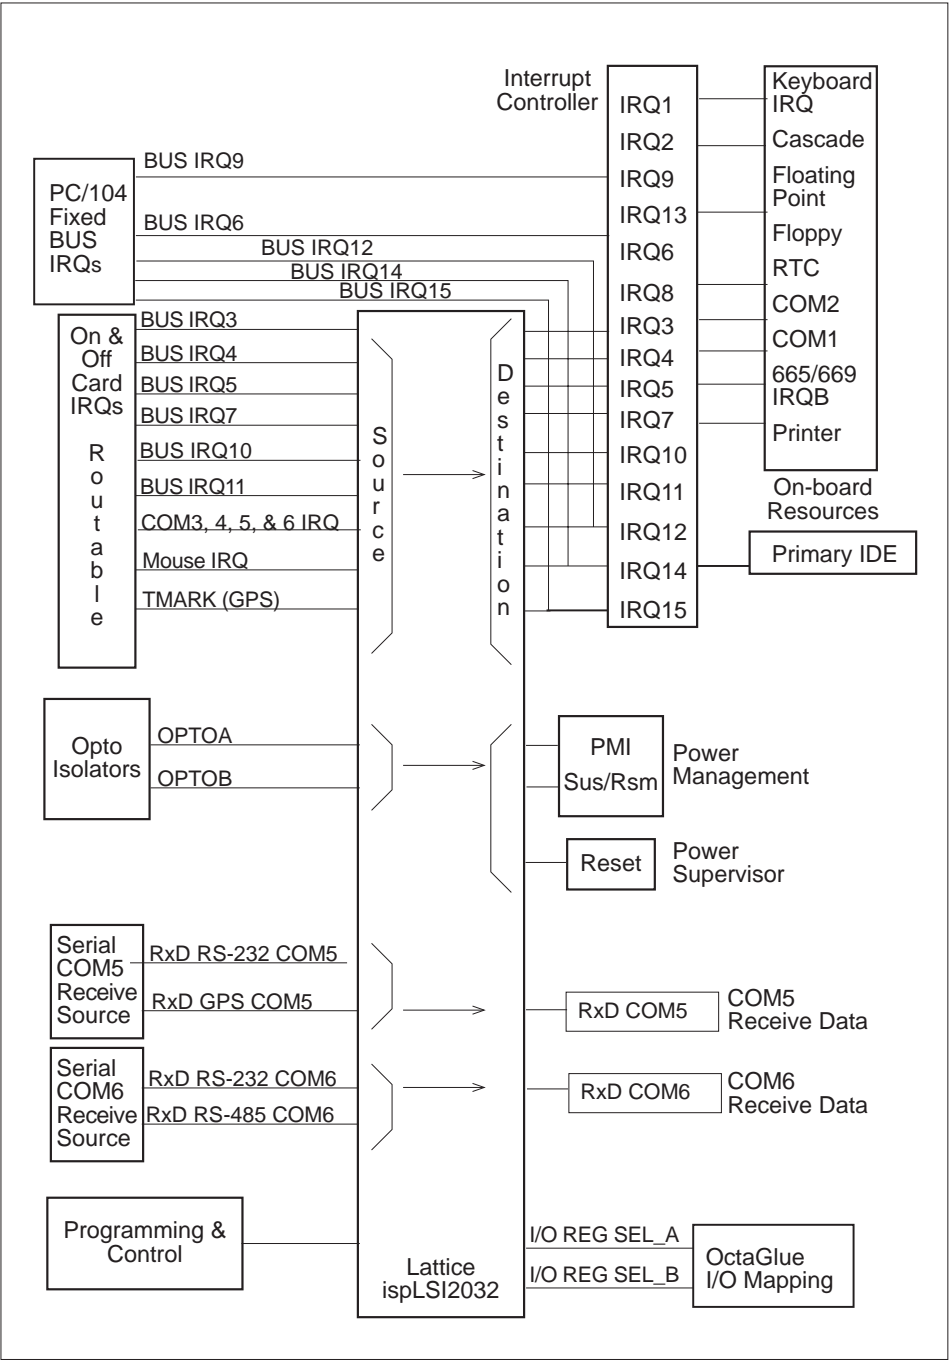 Interrupt
Controller
IRQ1
IRQ2
IRQ9
IRQ13
IRQ6
IRQ8
IRQ3
IRQ4
IRQ5
IRQ7
IRQ10
IRQ11
IRQ12
IRQ14
IRQ15
Keyboard
IRQ
Cascade
Floating
Point
Floppy
RTC
COM2
COM1
665/669
IRQB
Printer
On-board
Resources
Primary IDE
PC/104
Fixed
BUS
IRQs
BUS IRQ9
BUS IRQ6
BUS IRQ12
BUS IRQ14
BUS IRQ15
On &
Off
Card
IRQs
Routable
BUS IRQ3
BUS IRQ4
BUS IRQ5
BUS IRQ7
BUS IRQ10
BUS IRQ11
COM3, 4, 5, & 6 IRQ
Mouse IRQ
TMARK (GPS)
Source
Destination
Opto
Isolators
OPTOA
OPTOB
PMI
Sus/Rsm
Power
Management
Reset
Power
Supervisor
Serial
COM5
Receive
Source
RxD RS-232 COM5
RxD GPS COM5
RxD COM5
COM5
Receive Data
Serial
COM6
Receive
Source
RxD RS-232 COM6
RxD RS-485 COM6
RxD COM6
COM6
Receive Data
Programming &
Control
Lattice
ispLSI2032
I/O REG SEL_A
I/O REG SEL_B
OctaGlue
I/O Mapping